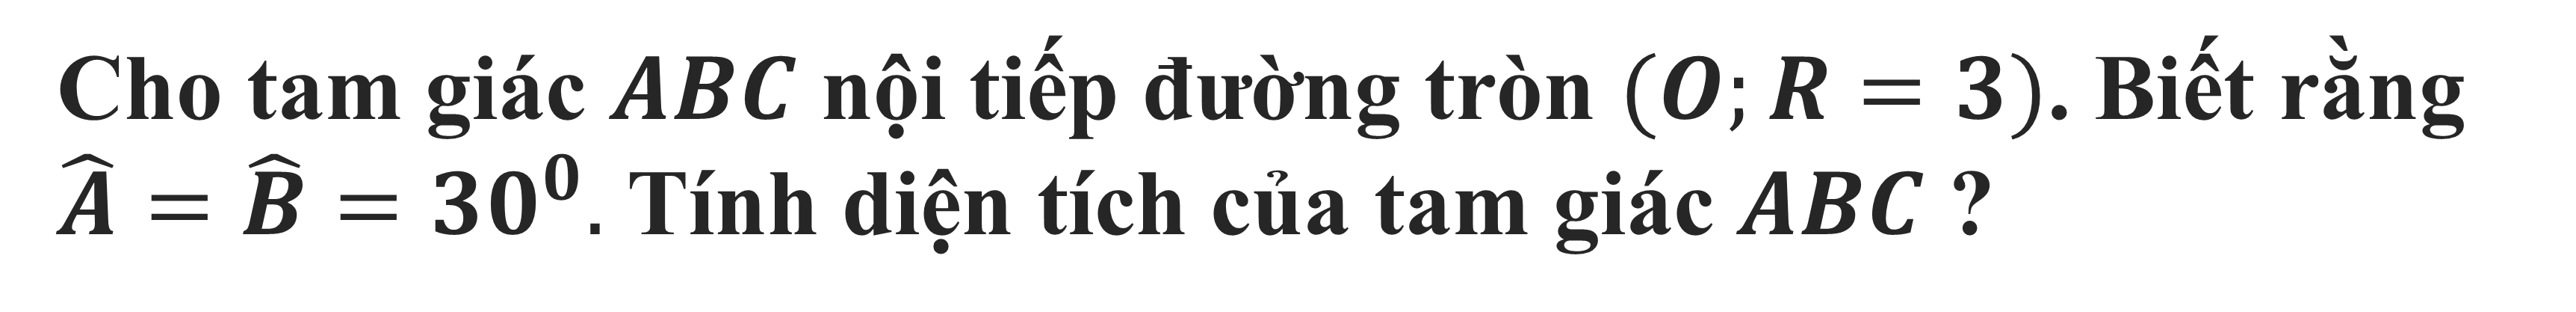 Cho tam giác ABC nội tiếp đường tròn (O; R = 3). Biết rằng
Â = B̂ = 30⁰. Tính diện tích của tam giác ABC ?